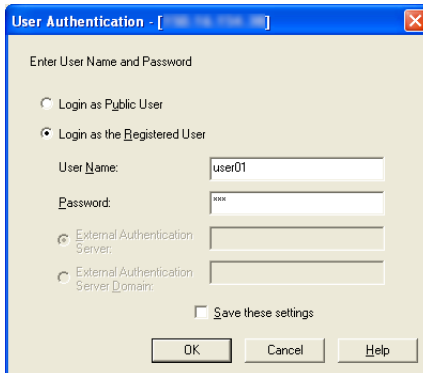 User Authentication - [ ]
Enter User Name and Password
Login as Public User
Login as the Registered User
User Name:
user01
Password:
***
External Authentication
Server:
External Authentication
Server Domain:
Save these settings
OK
Cancel
Help